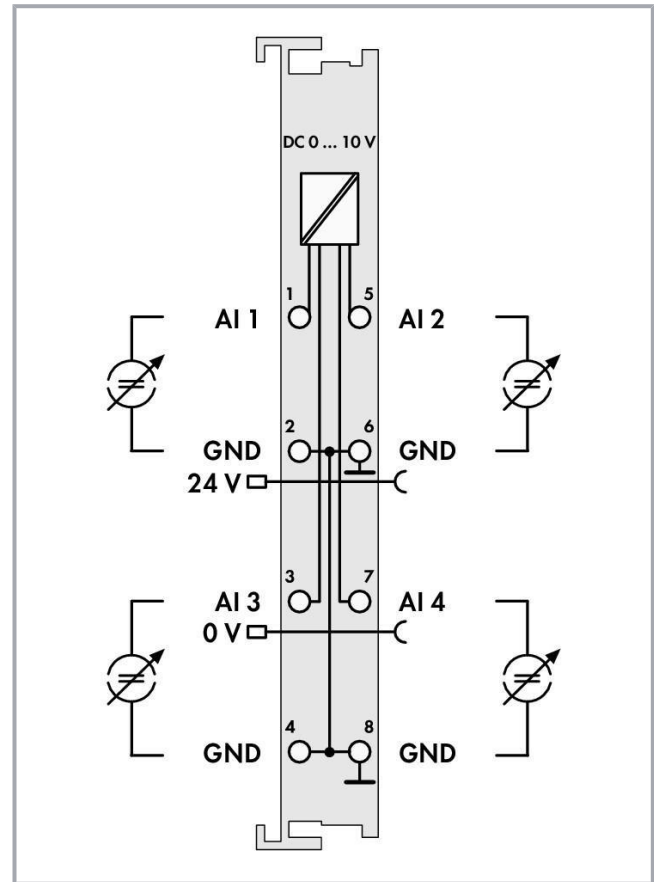 DC 0 ... 10 V
1 5
AI 1 AI 2
2 6
GND GND
24 V
3 7
AI 3 AI 4
0 V
4 8
GND GND